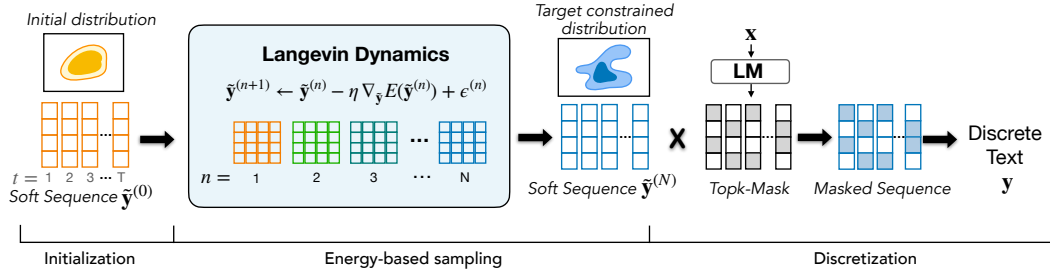 Initial distribution
t = 1 2 3 ... T
Soft Sequence ỹ⁽⁰⁾
Langevin Dynamics
ỹ⁽ⁿ⁺¹⁾ ← ỹ⁽ⁿ⁾ − η ∇ỹ E(ỹ⁽ⁿ⁾) + ϵ⁽ⁿ⁾
...
n = 1 2 3 ... N
Target constrained
distribution
...
Soft Sequence ỹ⁽ᴺ⁾
×
x
LM
...
Topk-Mask
...
Masked Sequence
Discrete
Text
y
Initialization
Energy-based sampling
Discretization